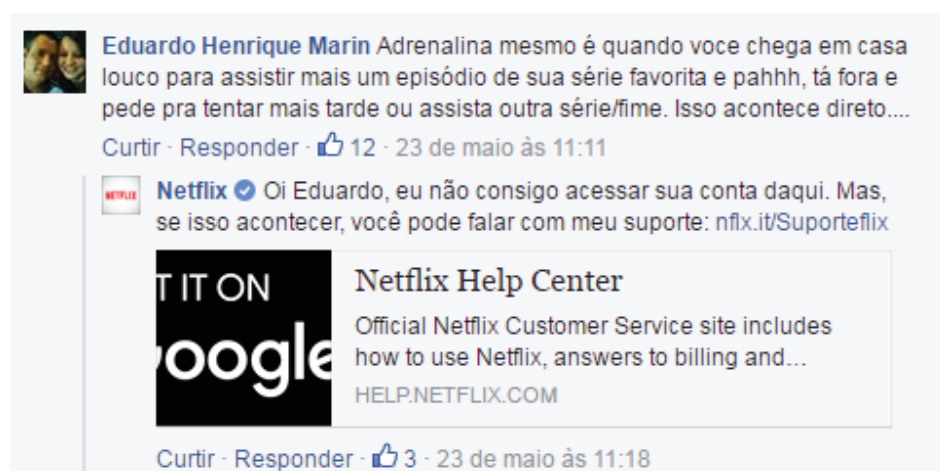 Eduardo Henrique Marin Adrenalina mesmo é quando voce chega em casa
louco para assistir mais um episódio de sua série favorita e pahhh, tá fora e
pede pra tentar mais tarde ou assista outra série/fime. Isso acontece direto....
Curtir · Responder · 12 · 23 de maio às 11:11
NETFLIX
Netflix Oi Eduardo, eu não consigo acessar sua conta daqui. Mas,
se isso acontecer, você pode falar com meu suporte: nflx.it/Suporteflix
T IT ON
oogle
Netflix Help Center
Official Netflix Customer Service site includes
how to use Netflix, answers to billing and...
HELP.NETFLIX.COM
Curtir · Responder · 3 · 23 de maio às 11:18